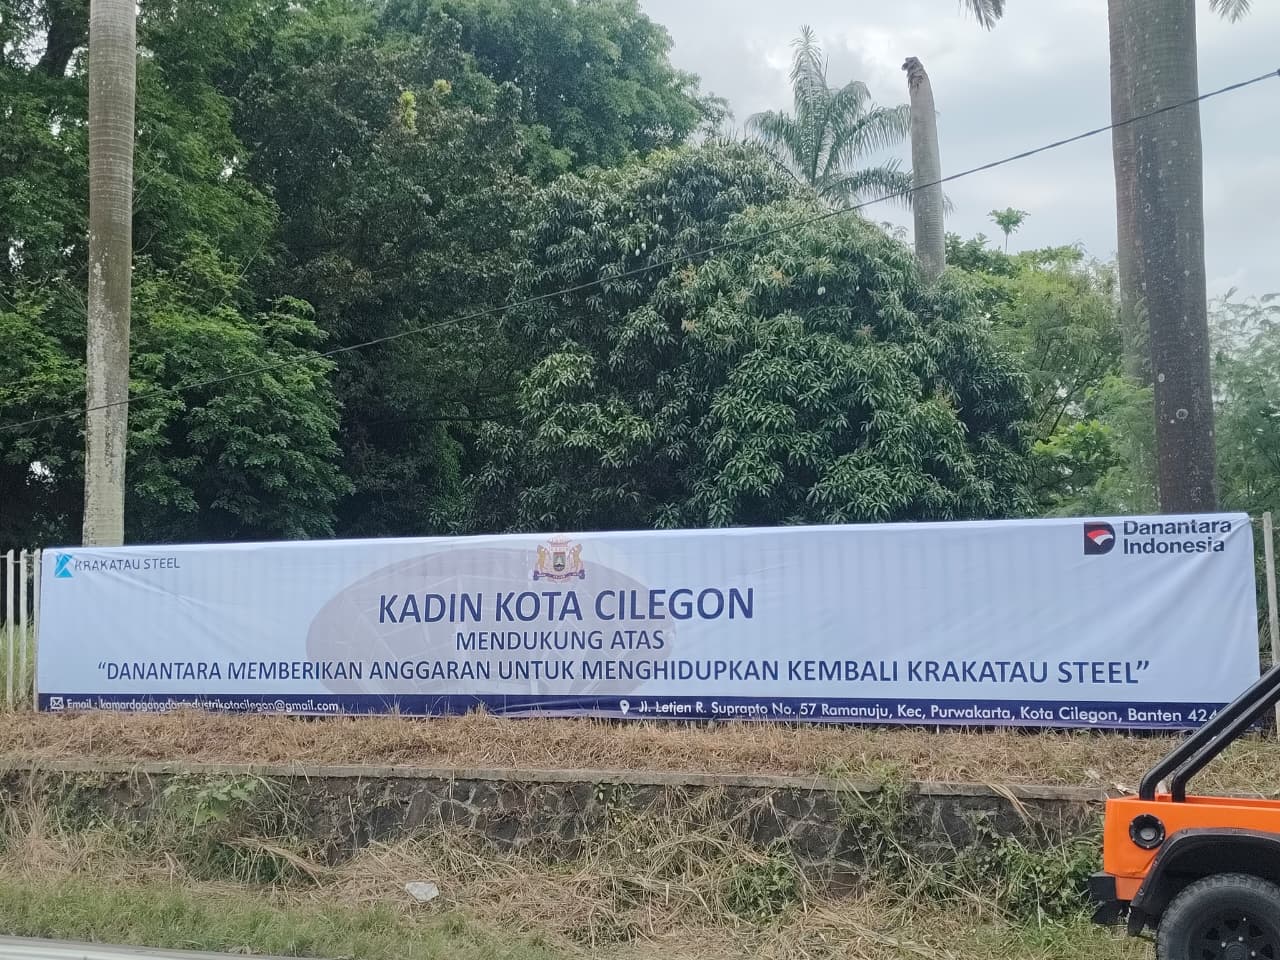 KRAKATAU STEEL
Danantara
Indonesia
KADIN KOTA CILEGON
MENDUKUNG ATAS
“DANANTARA MEMBERIKAN ANGGARAN UNTUK MENGHIDUPKAN KEMBALI KRAKATAU STEEL”
Email : kamardagangdanindustrikotacilegon@gmail.com
Jl. Letjen R. Suprapto No. 57 Ramanuju, Kec, Purwakarta, Kota Cilegon, Banten